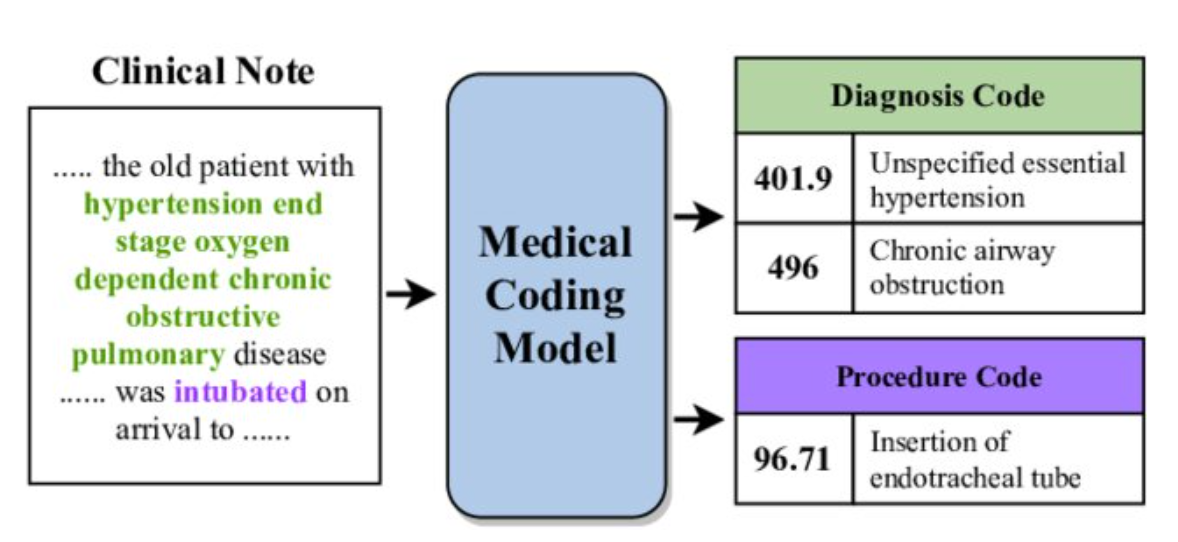 Clinical Note
..... the old patient with
hypertension end
stage oxygen
dependent chronic
obstructive
pulmonary disease
...... was intubated on
arrival to ......
Medical
Coding
Model
Diagnosis Code
401.9
Unspecified essential
hypertension
496
Chronic airway
obstruction
Procedure Code
96.71
Insertion of
endotracheal tube